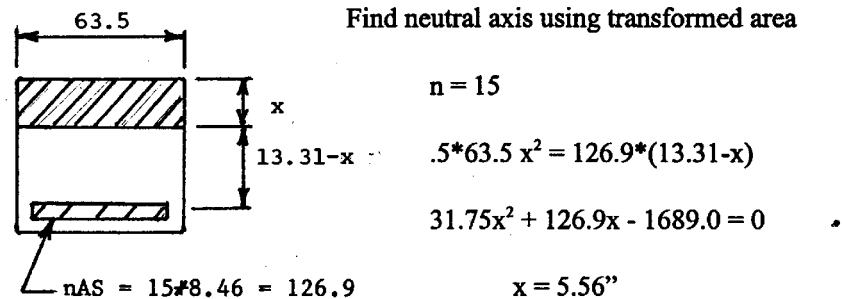 63.5
Find neutral axis using transformed area
n = 15
x
13.31-x
.5*63.5 x² = 126.9*(13.31-x)
31.75x² + 126.9x - 1689.0 = 0
nAS = 15*8.46 = 126.9
x = 5.56”